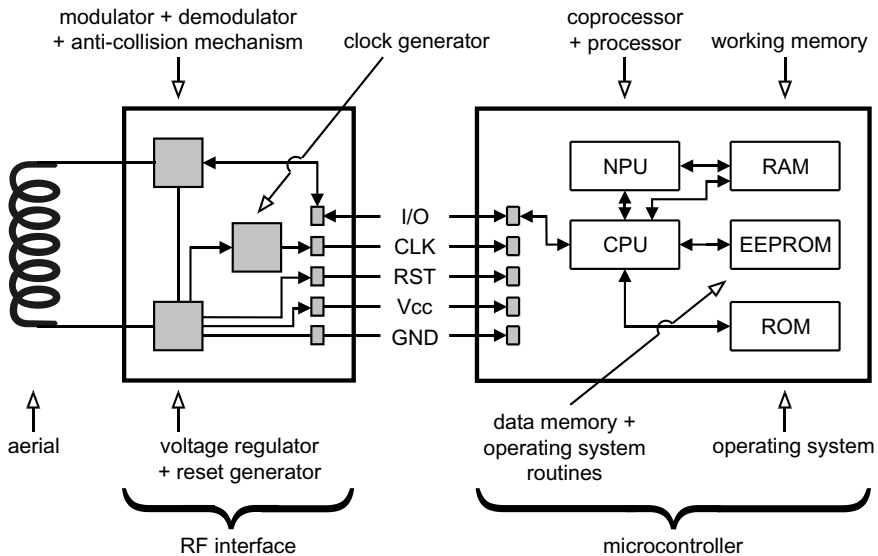 modulator + demodulator
+ anti-collision mechanism
clock generator
coprocessor
+ processor
working memory
NPU
RAM
I/O
CLK
RST
Vcc
GND
CPU
EEPROM
ROM
aerial
voltage regulator
+ reset generator
data memory +
operating system
routines
operating system
RF interface
microcontroller